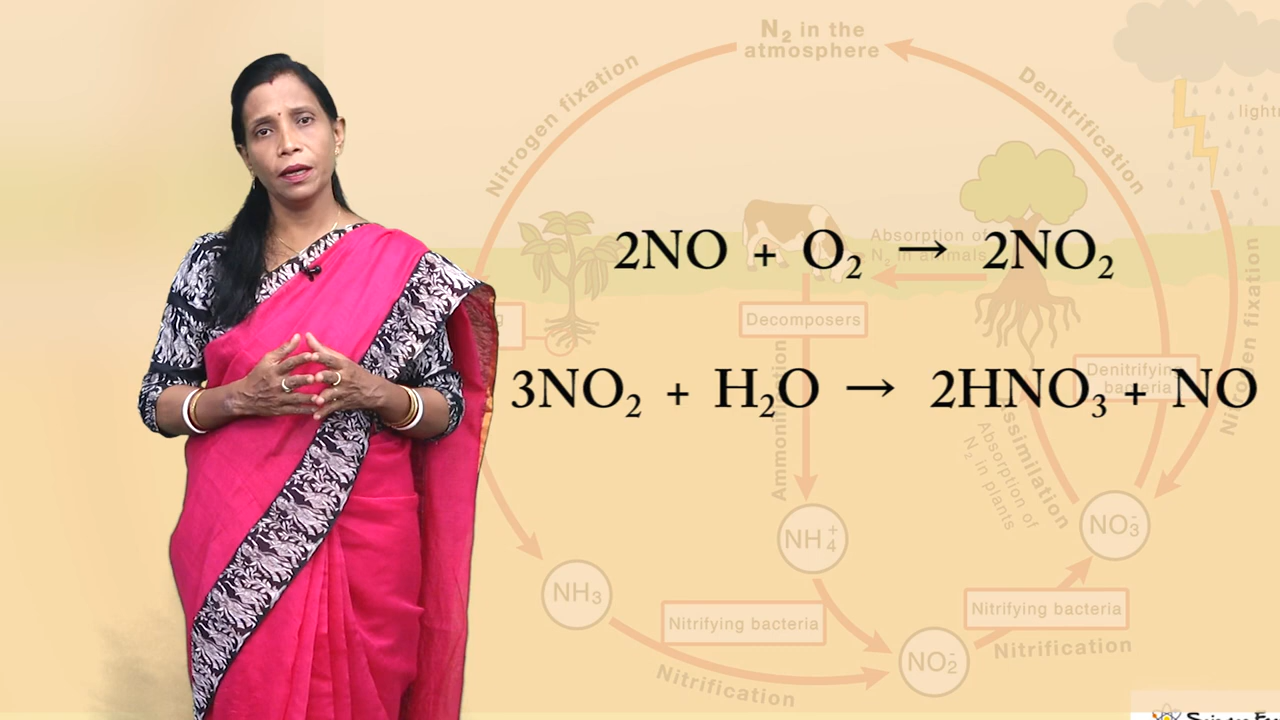 N₂ in the
atmosphere
Nitrogen fixation
Denitrification
2NO + O₂ → 2NO₂
Absorption of
N₂ in animals
Decomposers
3NO₂ + H₂O → 2HNO₃ + NO
Denitrifying
bacteria
Nitrogen fixation
Ammonification
Assimilation
Absorption of
N₂ in plants
NH₄⁺
NO₃⁻
NH₃
Nitrifying bacteria
Nitrifying bacteria
NO₂⁻
Nitrification
Nitrification